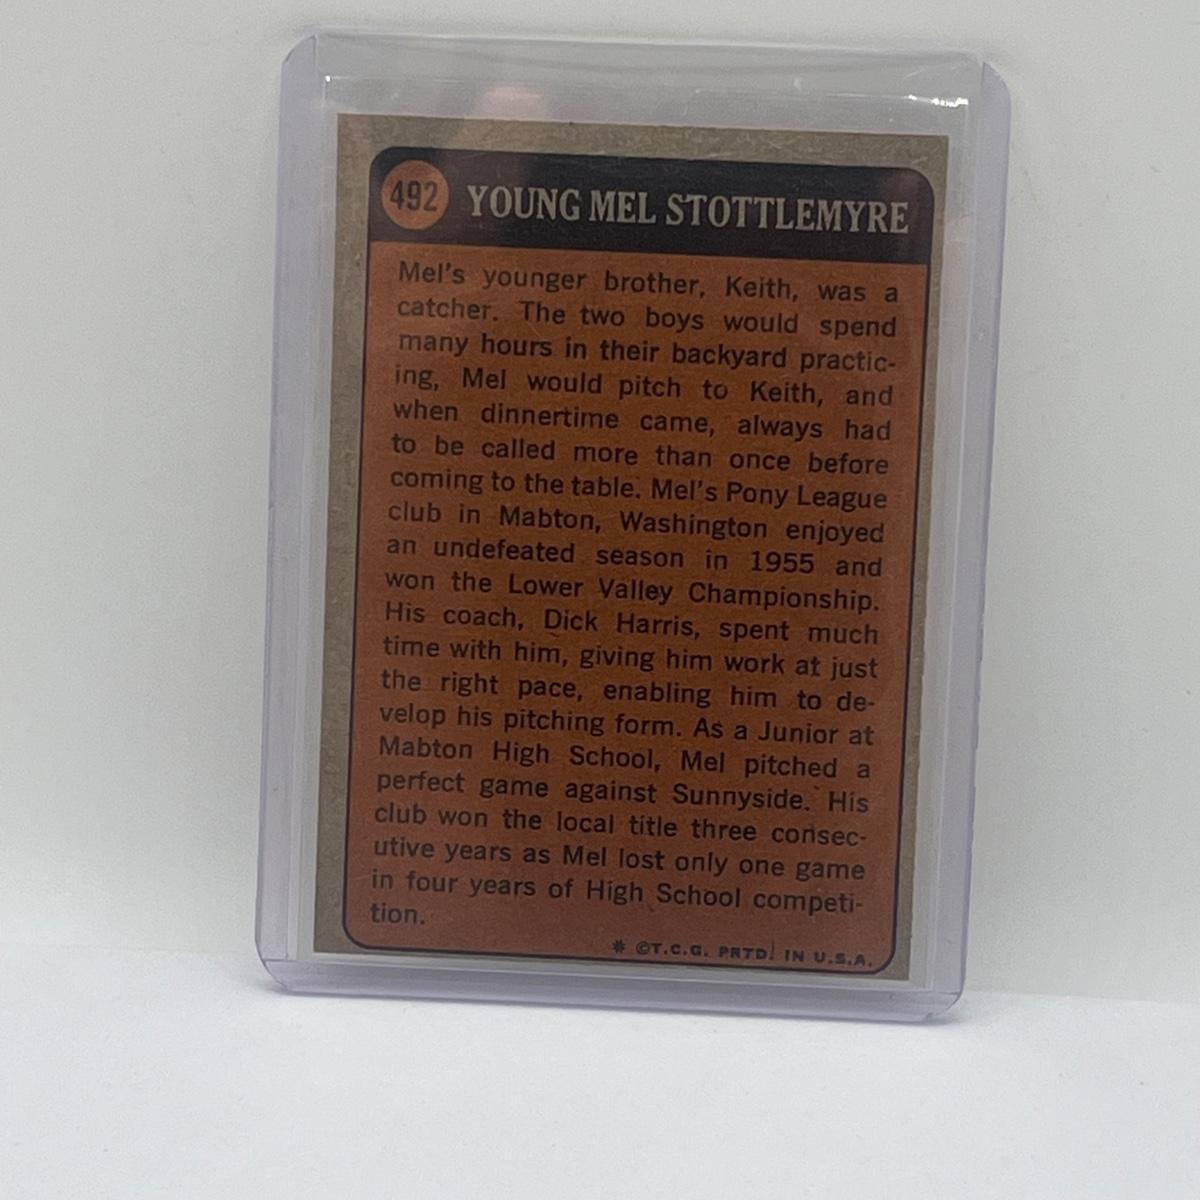 492 YOUNG MEL STOTTLEMYRE
Mel's younger brother, Keith, was a
catcher. The two boys would spend
many hours in their backyard practic-
ing, Mel would pitch to Keith, and
when dinnertime came, always had
to be called more than once before
coming to the table. Mel's Pony League
club in Mabton, Washington enjoyed
an undefeated season in 1955 and
won the Lower Valley Championship.
His coach, Dick Harris, spent much
time with him, giving him work at just
the right pace, enabling him to de-
velop his pitching form. As a Junior at
Mabton High School, Mel pitched a
perfect game against Sunnyside. His
club won the local title three consec-
utive years as Mel lost only one game
in four years of High School competi-
tion.
* ©T.C.G. PRTD. IN U.S.A.